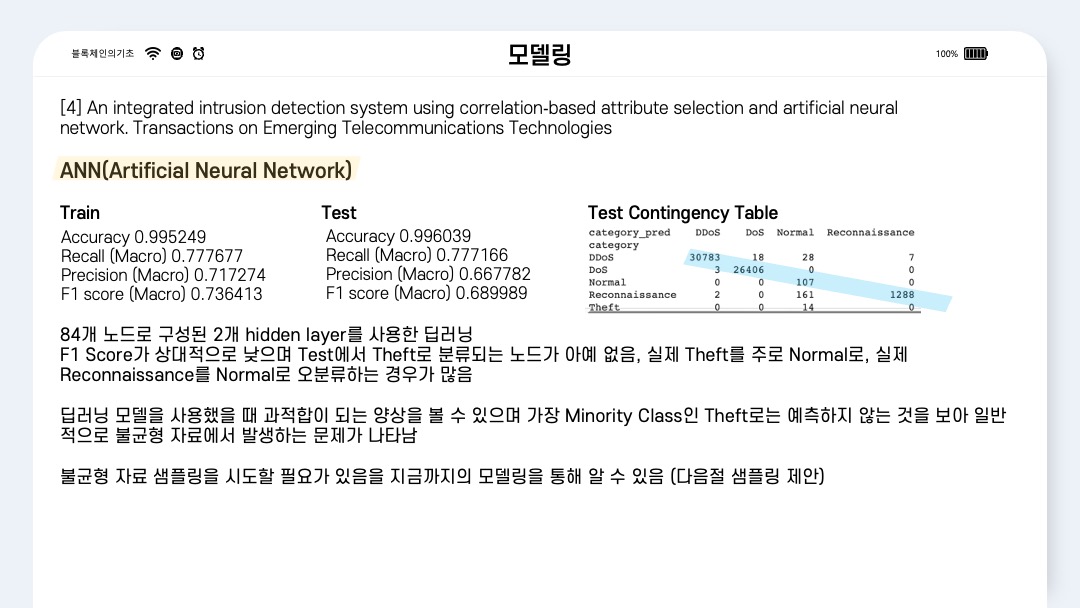 블록체인의기초
모델링
100%
[4] An integrated intrusion detection system using correlation-based attribute selection and artificial neural
network. Transactions on Emerging Telecommunications Technologies
ANN(Artificial Neural Network)
Train
Accuracy 0.995249
Recall (Macro) 0.777677
Precision (Macro) 0.717274
F1 score (Macro) 0.736413
Test
Accuracy 0.996039
Recall (Macro) 0.777166
Precision (Macro) 0.667782
F1 score (Macro) 0.689989
Test Contingency Table
category_pred DDoS DoS Normal Reconnaissance
category
DDoS 30783 18 28 7
DoS 3 26406 0 0
Normal 0 0 107 0
Reconnaissance 2 0 161 1288
Theft 0 0 14 0
84개 노드로 구성된 2개 hidden layer를 사용한 딥러닝
F1 Score가 상대적으로 낮으며 Test에서 Theft로 분류되는 노드가 아예 없음, 실제 Theft를 주로 Normal로, 실제
Reconnaissance를 Normal로 오분류하는 경우가 많음
딥러닝 모델을 사용했을 때 과적합이 되는 양상을 볼 수 있으며 가장 Minority Class인 Theft로는 예측하지 않는 것을 보아 일반
적으로 불균형 자료에서 발생하는 문제가 나타남
불균형 자료 샘플링을 시도할 필요가 있음을 지금까지의 모델링을 통해 알 수 있음 (다음절 샘플링 제안)